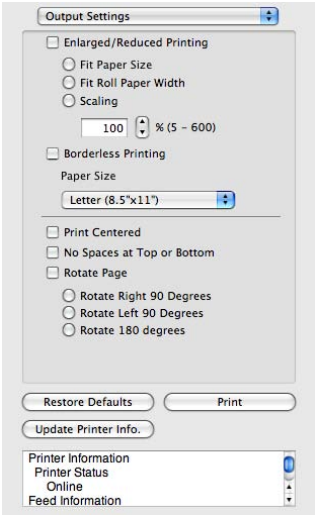 Output Settings
Enlarged/Reduced Printing
Fit Paper Size
Fit Roll Paper Width
Scaling
100 % (5 - 600)
Borderless Printing
Paper Size
Letter (8.5"x11")
Print Centered
No Spaces at Top or Bottom
Rotate Page
Rotate Right 90 Degrees
Rotate Left 90 Degrees
Rotate 180 degrees
Restore Defaults Print
Update Printer Info.
Printer Information
Printer Status
Online
Feed Information